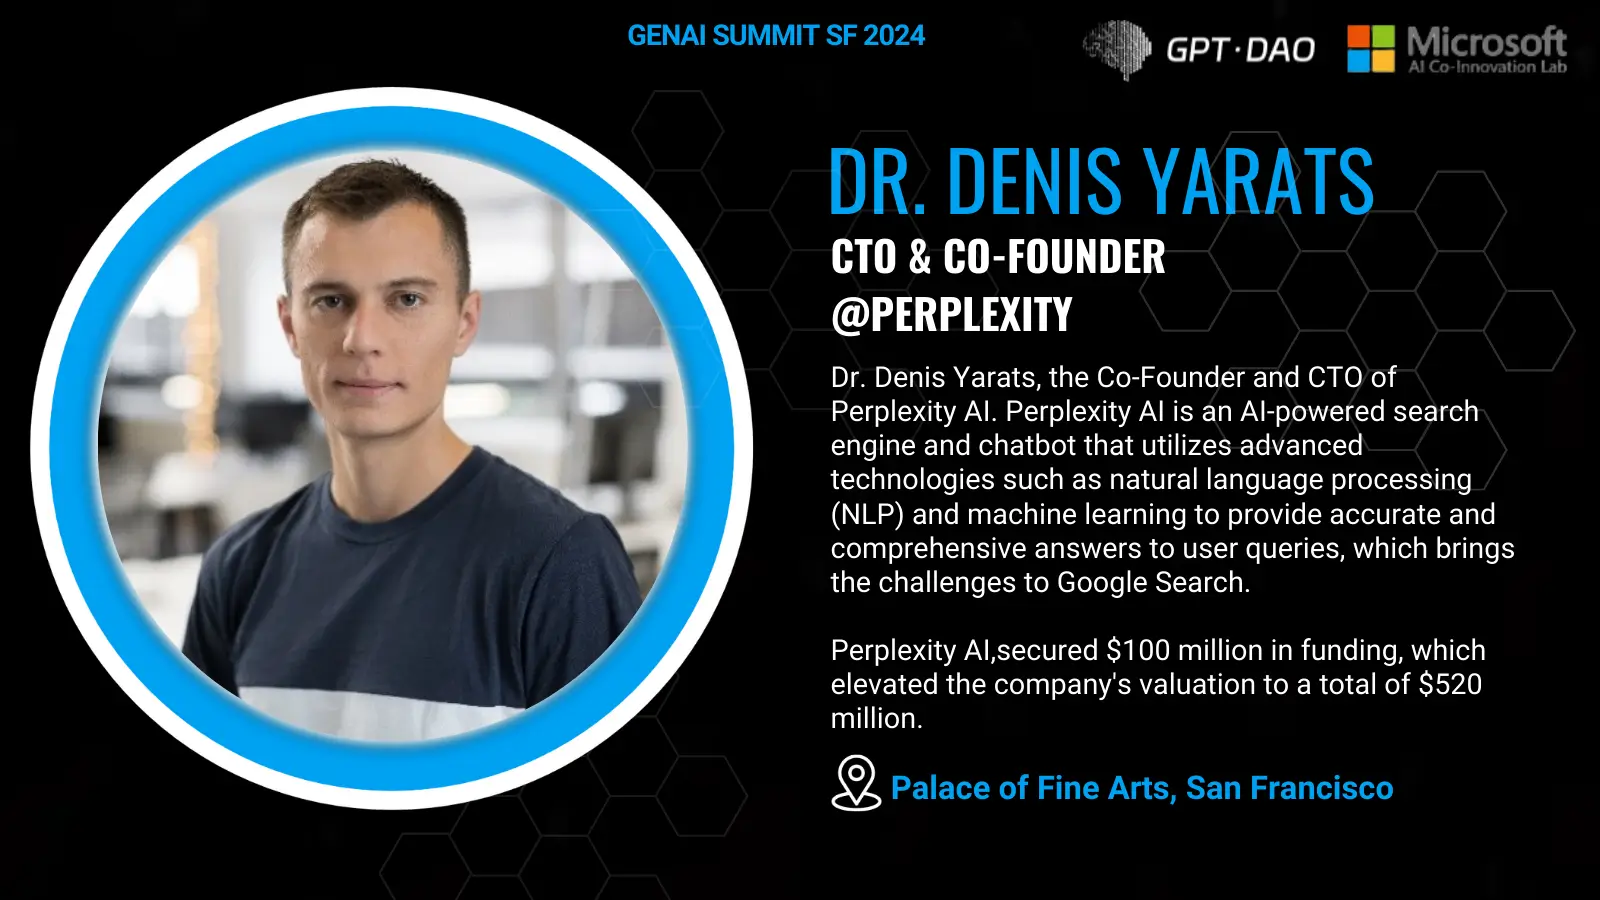 GENAI SUMMIT SF 2024
GPT·DAO
Microsoft
AI Co-Innovation Lab
DR. DENIS YARATS
CTO & CO-FOUNDER
@PERPLEXITY
Dr. Denis Yarats, the Co-Founder and CTO of
Perplexity AI. Perplexity AI is an AI-powered search
engine and chatbot that utilizes advanced
technologies such as natural language processing
(NLP) and machine learning to provide accurate and
comprehensive answers to user queries, which brings
the challenges to Google Search.
Perplexity AI,secured $100 million in funding, which
elevated the company's valuation to a total of $520
million.
Palace of Fine Arts, San Francisco